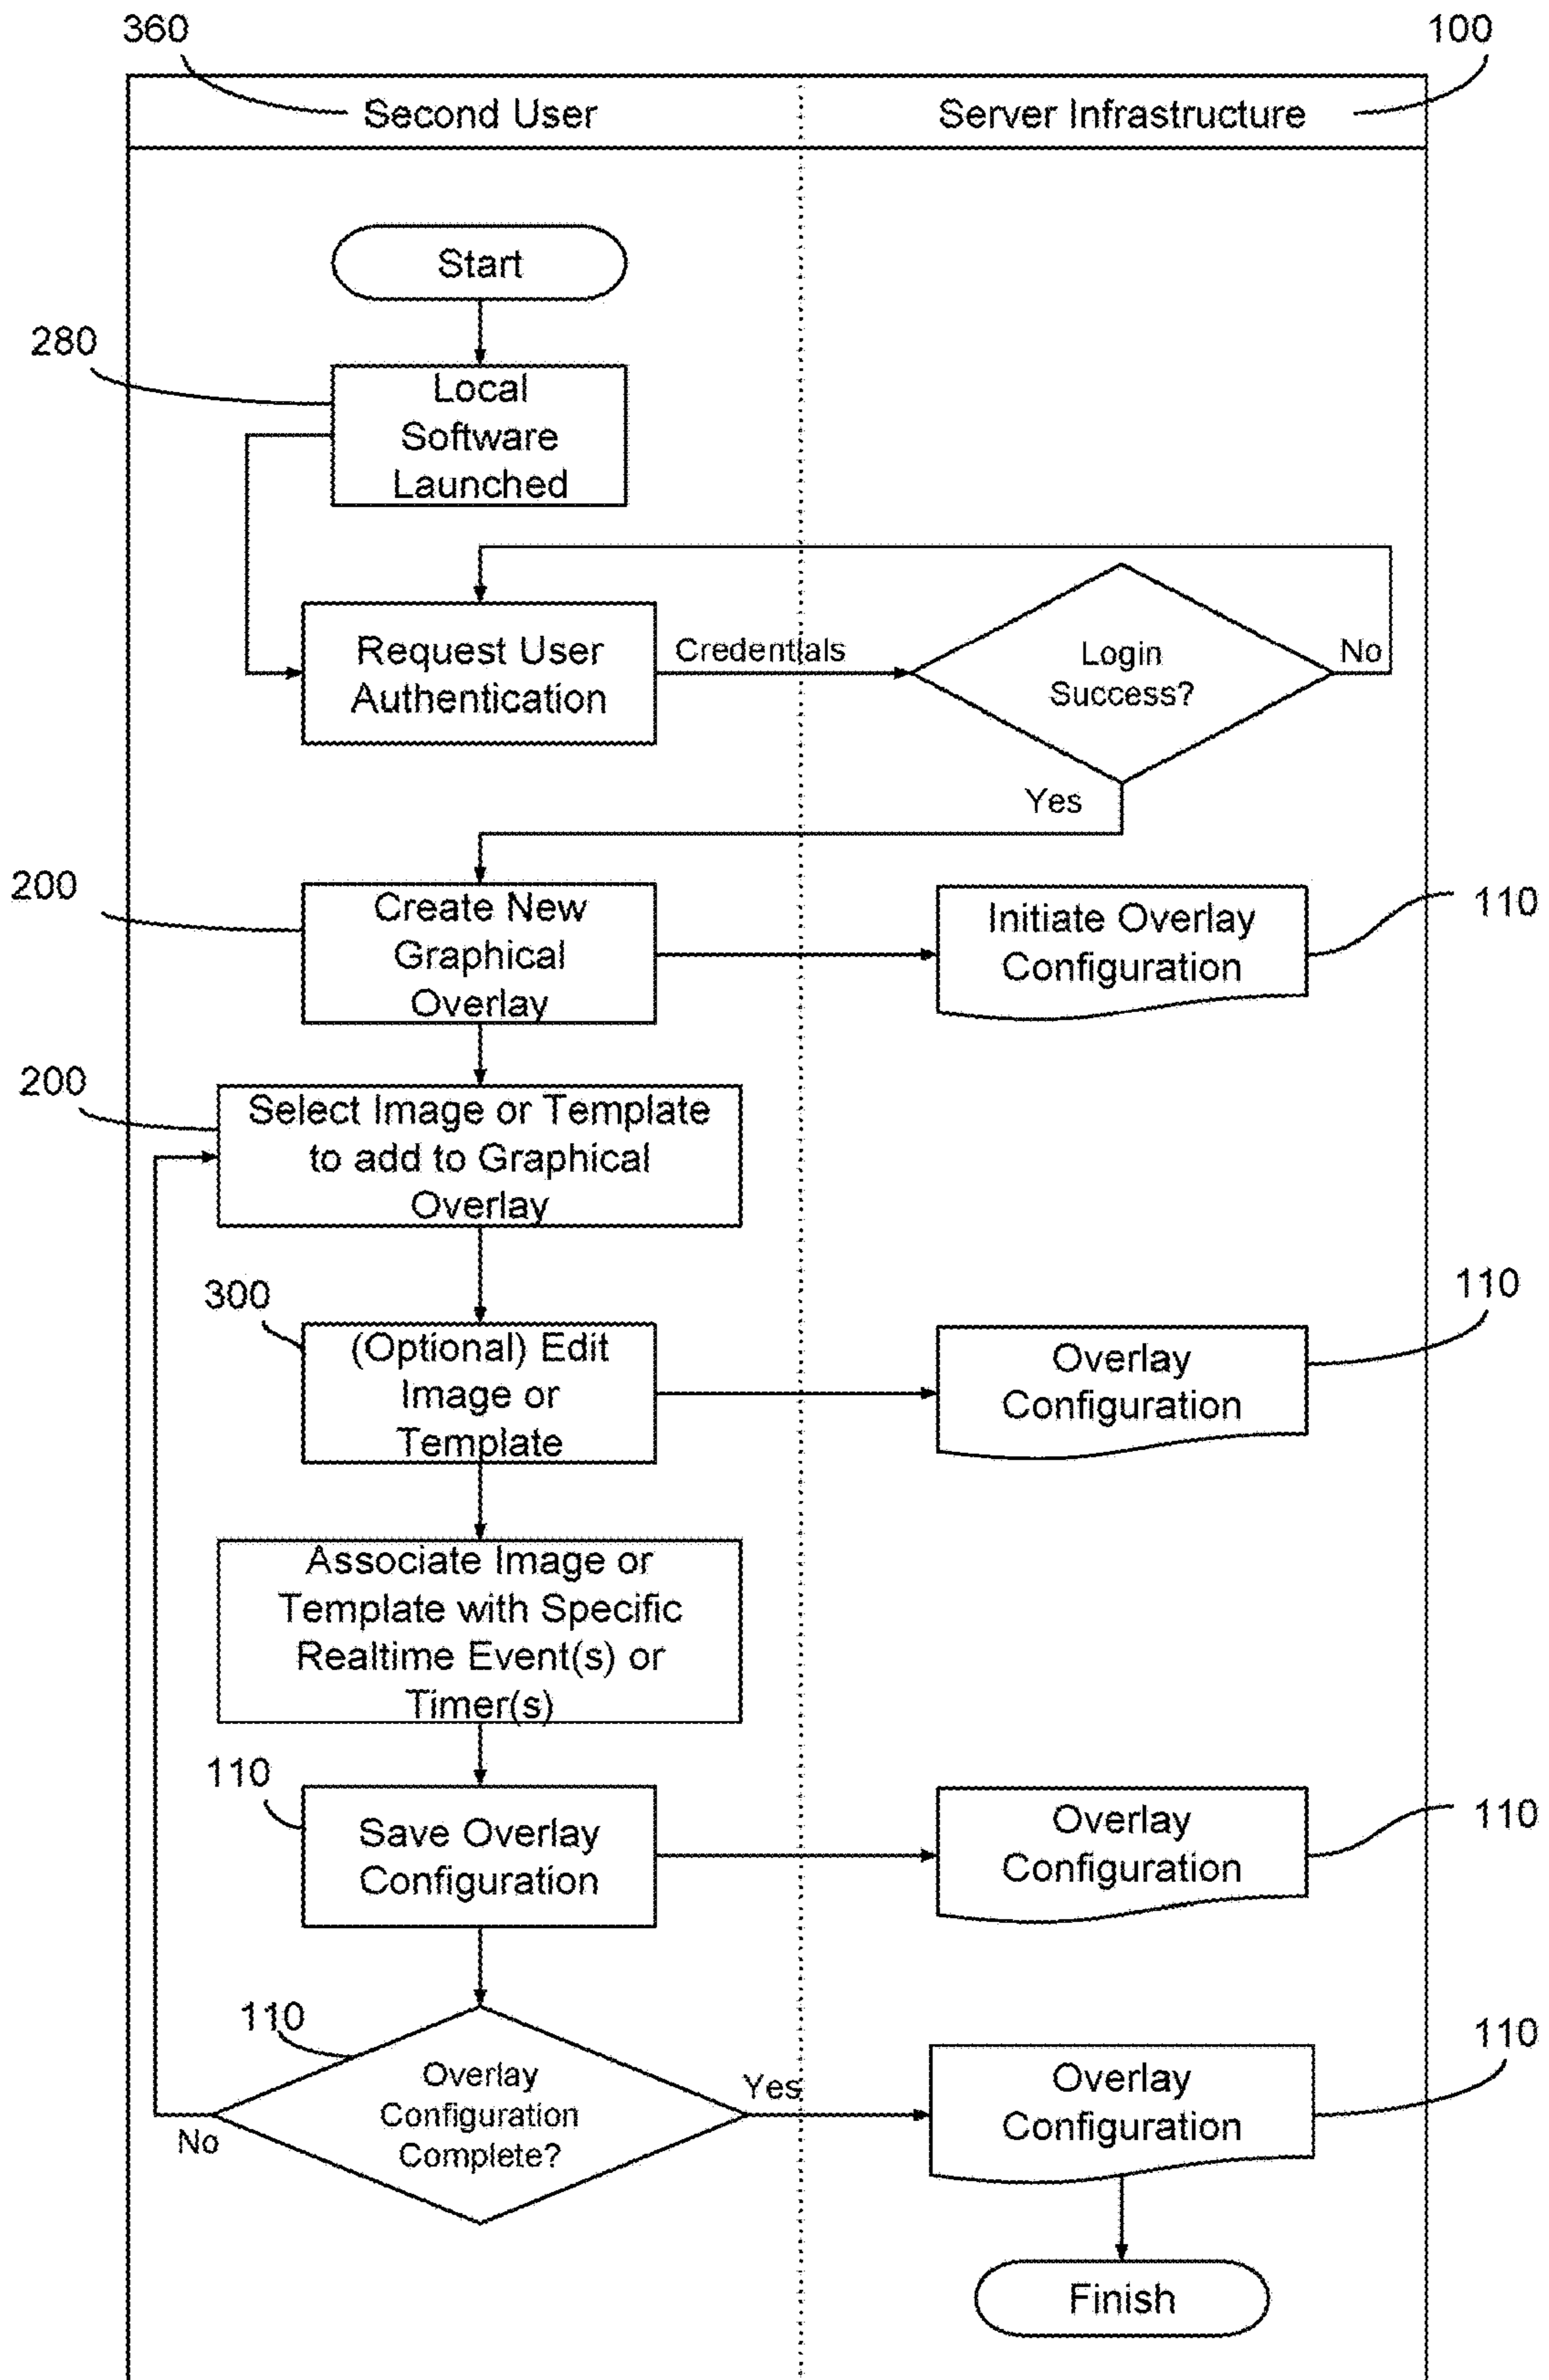 360
100
Second User
Server Infrastructure
Start
280
Local
Software
Launched
Request User
Authentication
Credentials
Login
Success?
No
Yes
200
Create New
Graphical
Overlay
Initiate Overlay
Configuration
110
200
Select Image or Template
to add to Graphical
Overlay
300
(Optional) Edit
Image or
Template
Overlay
Configuration
110
Associate Image or
Template with Specific
Realtime Event(s) or
Timer(s)
110
Save Overlay
Configuration
Overlay
Configuration
110
110
Overlay
Configuration
Complete?
No
Yes
Overlay
Configuration
110
Finish